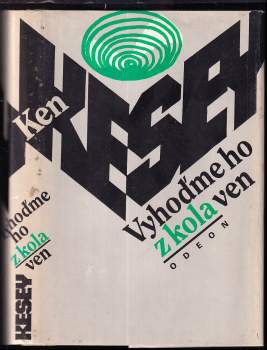 Ken
KESEY
Vyhoďme ho
z kola ven
ODEON
Vyhoďme
ho
z kola
ven
KESEY